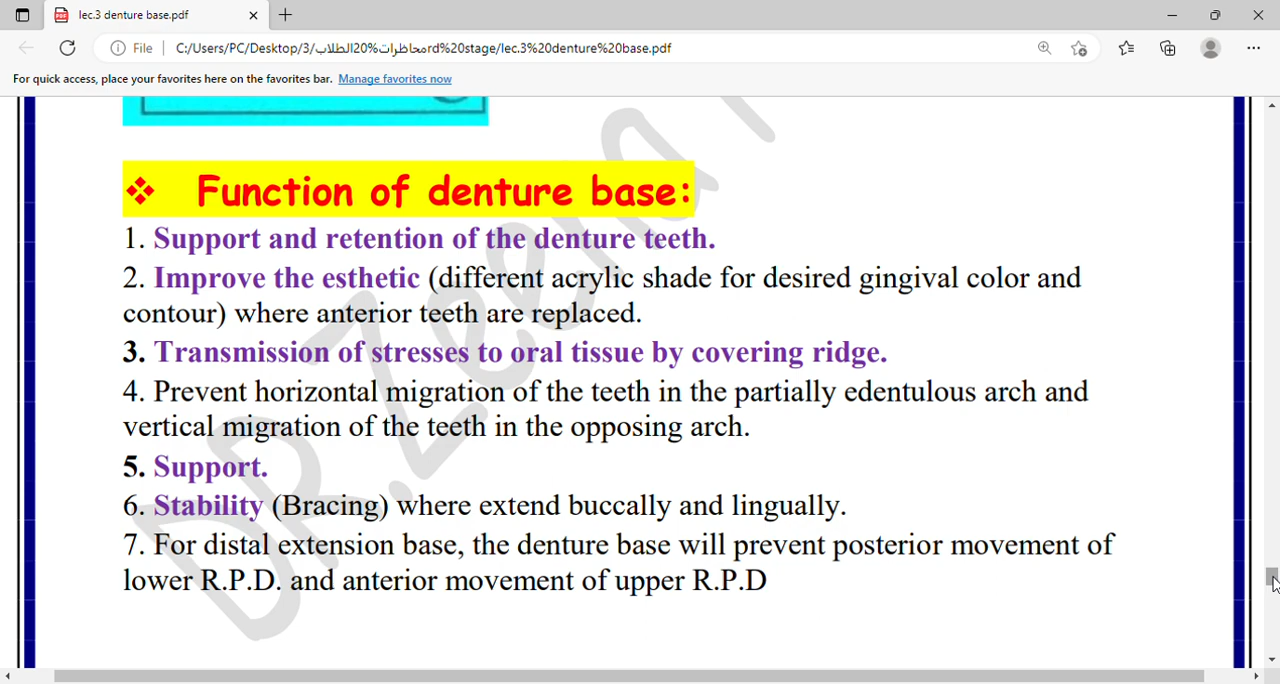 lec.3 denture base.pdf
File
C:/Users/PC/Desktop/3/محاظرات%20الطلاب/rd%20stage/lec.3%20denture%20base.pdf
For quick access, place your favorites here on the favorites bar. Manage favorites now
❖ Function of denture base:
1. Support and retention of the denture teeth.
2. Improve the esthetic (different acrylic shade for desired gingival color and
contour) where anterior teeth are replaced.
3. Transmission of stresses to oral tissue by covering ridge.
4. Prevent horizontal migration of the teeth in the partially edentulous arch and
vertical migration of the teeth in the opposing arch.
5. Support.
6. Stability (Bracing) where extend buccally and lingually.
7. For distal extension base, the denture base will prevent posterior movement of
lower R.P.D. and anterior movement of upper R.P.D
DR.Zeena